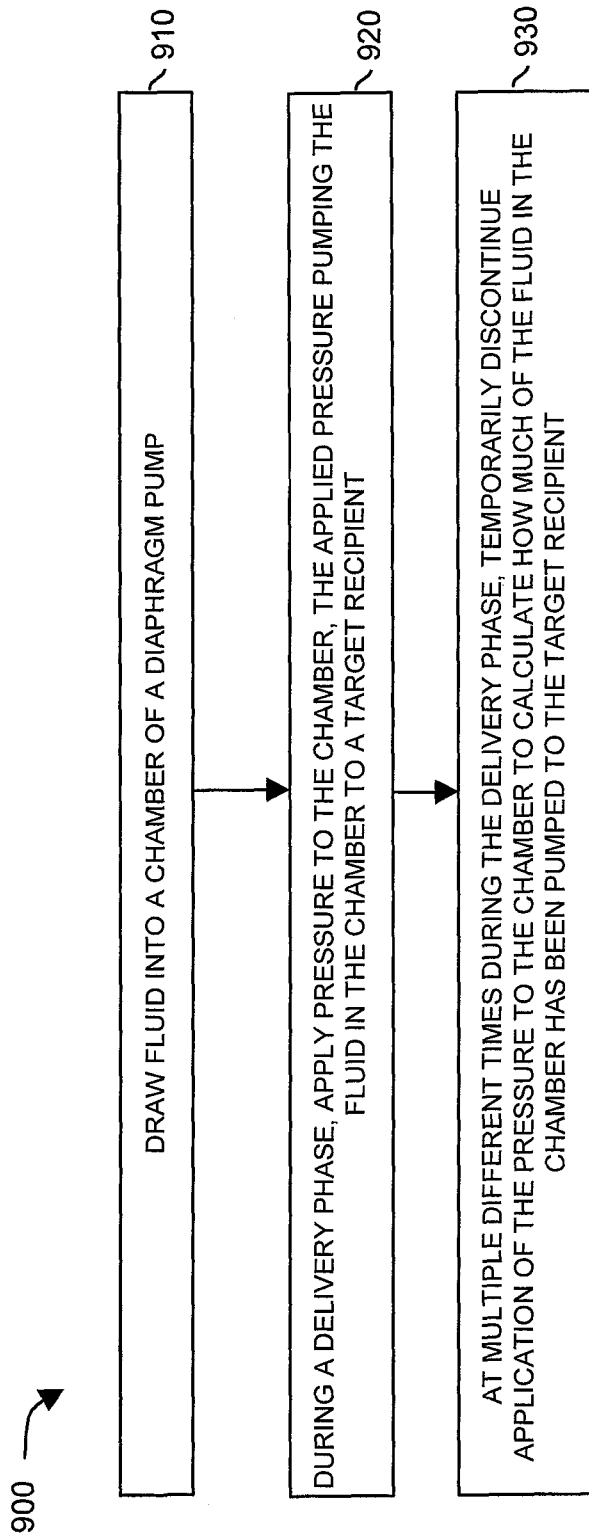 900
DRAW FLUID INTO A CHAMBER OF A DIAPHRAGM PUMP
910
DURING A DELIVERY PHASE, APPLY PRESSURE TO THE CHAMBER, THE APPLIED PRESSURE PUMPING THE
FLUID IN THE CHAMBER TO A TARGET RECIPIENT
920
AT MULTIPLE DIFFERENT TIMES DURING THE DELIVERY PHASE, TEMPORARILY DISCONTINUE
APPLICATION OF THE PRESSURE TO THE CHAMBER TO CALCULATE HOW MUCH OF THE FLUID IN THE
CHAMBER HAS BEEN PUMPED TO THE TARGET RECIPIENT
930